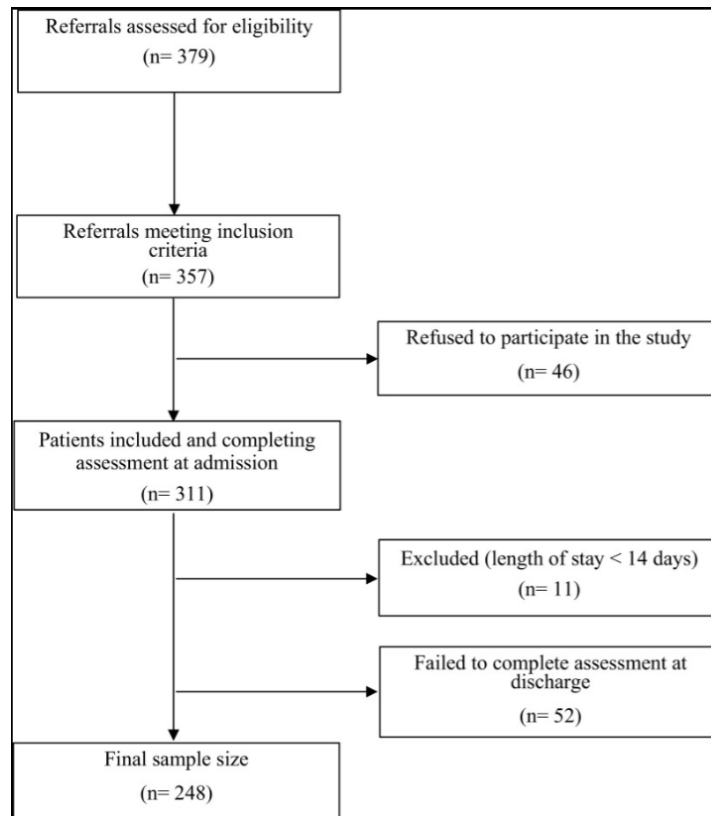 Referrals assessed for eligibility
(n= 379)
Referrals meeting inclusion
criteria
(n= 357)
Refused to participate in the study
(n= 46)
Patients included and completing
assessment at admission
(n= 311)
Excluded (length of stay < 14 days)
(n= 11)
Failed to complete assessment at
discharge
(n= 52)
Final sample size
(n= 248)